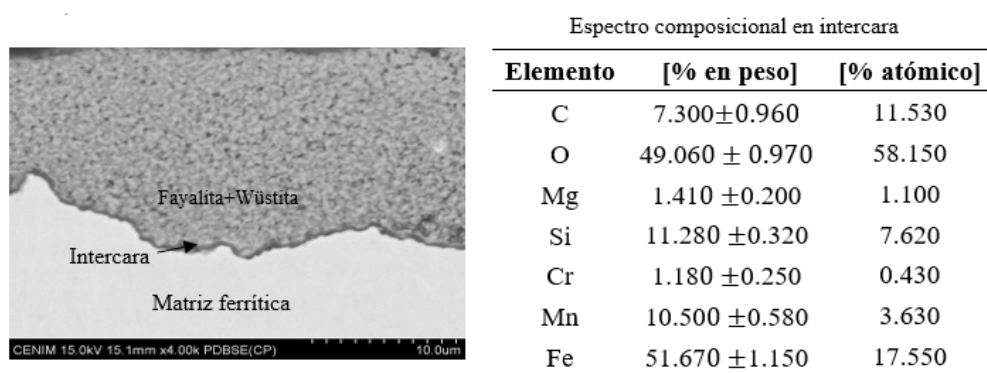 Fayalita+Wüstita
Intercara
Matriz ferrítica
CENIM 15.0kV 15.1mm x4.00k PDBSE(CP)
10.0um
Espectro composicional en intercara
Elemento [% en peso] [% atómico]
C 7.300±0.960 11.530
O 49.060 ± 0.970 58.150
Mg 1.410 ±0.200 1.100
Si 11.280 ±0.320 7.620
Cr 1.180 ±0.250 0.430
Mn 10.500 ±0.580 3.630
Fe 51.670 ±1.150 17.550